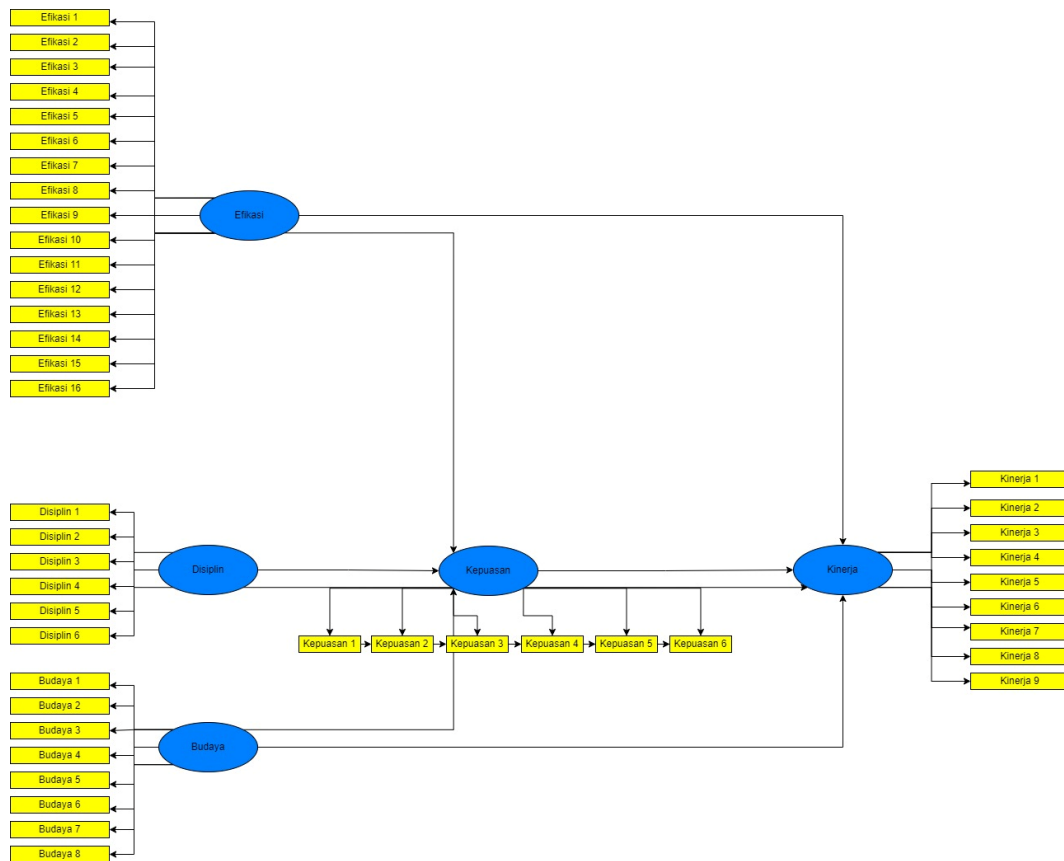 Efikasi 1
Efikasi 2
Efikasi 3
Efikasi 4
Efikasi 5
Efikasi 6
Efikasi 7
Efikasi 8
Efikasi 9
Efikasi 10
Efikasi 11
Efikasi 12
Efikasi 13
Efikasi 14
Efikasi 15
Efikasi 16
Efikasi
Disiplin 1
Disiplin 2
Disiplin 3
Disiplin 4
Disiplin 5
Disiplin 6
Disiplin
Kepuasan
Kepuasan 1
Kepuasan 2
Kepuasan 3
Kepuasan 4
Kepuasan 5
Kepuasan 6
Kinerja
Kinerja 1
Kinerja 2
Kinerja 3
Kinerja 4
Kinerja 5
Kinerja 6
Kinerja 7
Kinerja 8
Kinerja 9
Budaya 1
Budaya 2
Budaya 3
Budaya 4
Budaya 5
Budaya 6
Budaya 7
Budaya 8
Budaya